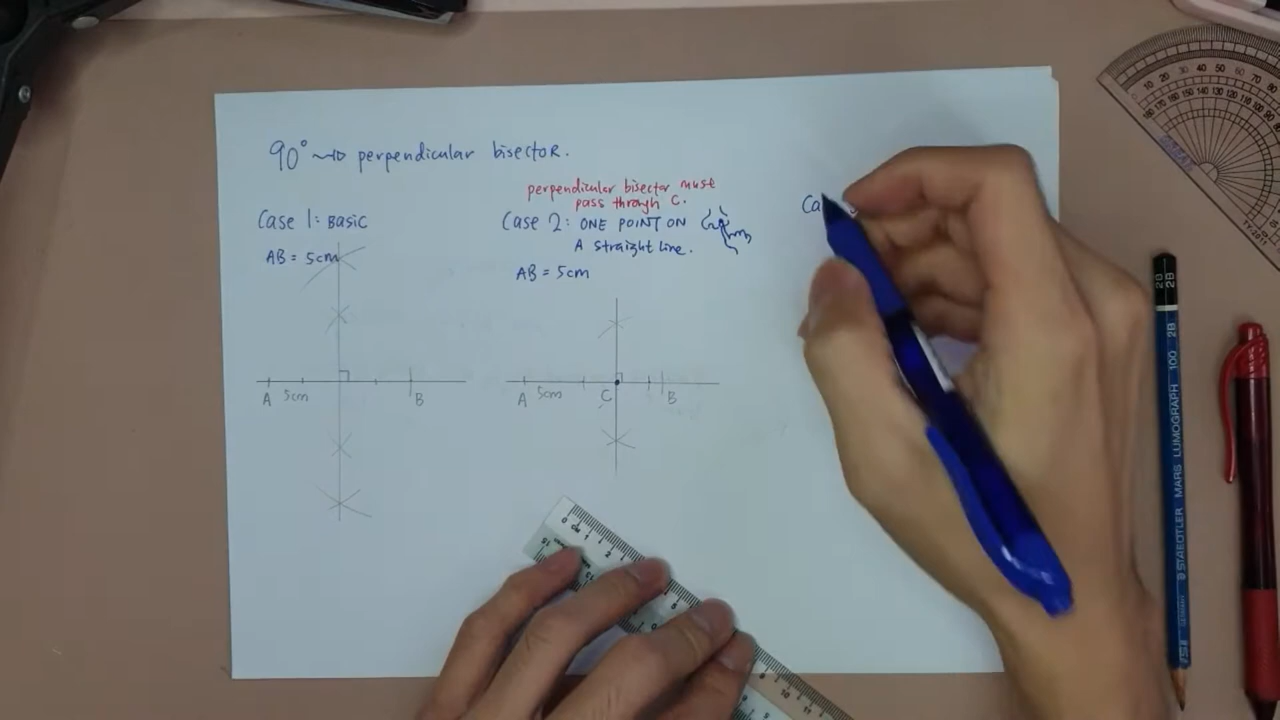 90° perpendicular bisector.
perpendicular bisector must
pass through C.
Case 1: BASIC
AB = 5cm
A 5cm B
Case 2: ONE POINT ON
A straight line.
AB = 5cm
A 5cm C B
Ca
STAEDTLER MARS LUMOGRAPH 100 2B
2B